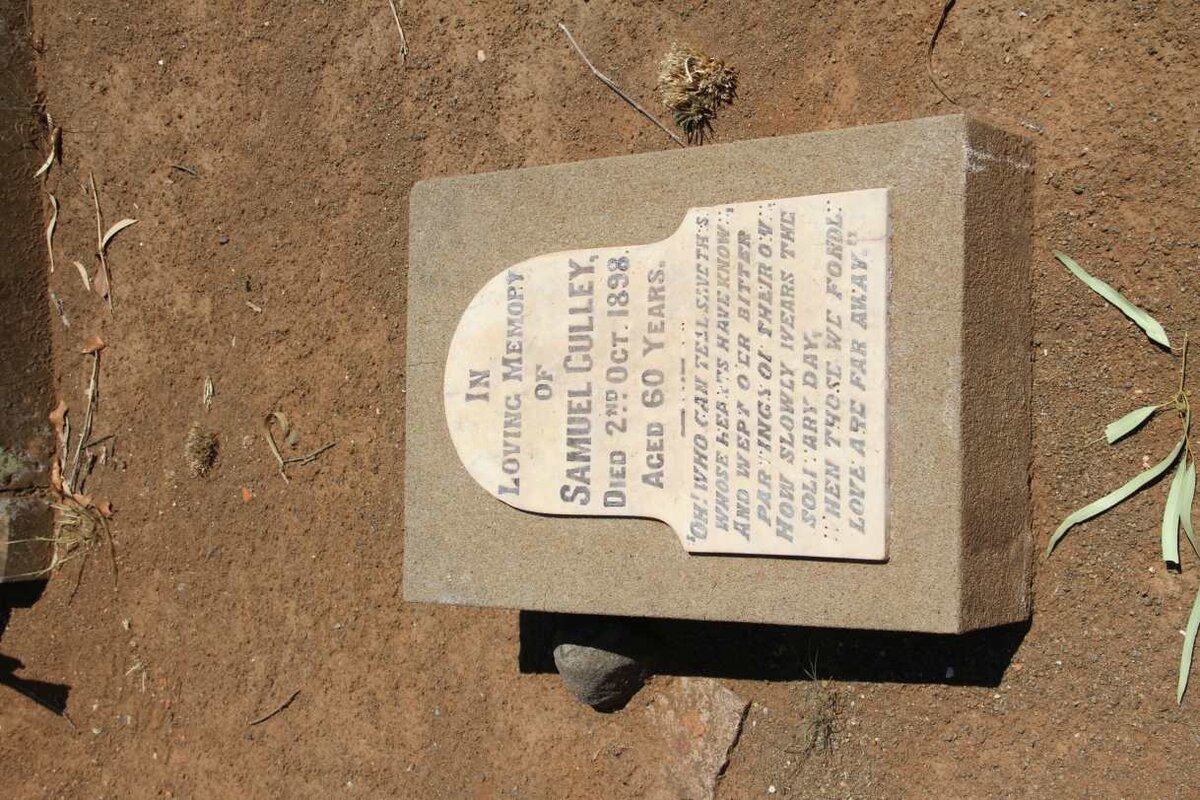 IN
LOVING MEMORY
OF
SAMUEL GULLEY,
DIED 2ND OCT. 1898.
AGED 60 YEARS.
"OH! WHO CAN TELL SAVE THOSE
WHOSE HEARTS HAVE KNOWN,
AND WEPT O'ER BITTER
PARTINGS OF THEIR OWN
HOW SLOWLY WEARS THE
SOLITARY DAY,
WHEN THOSE WE FONDLY
LOVE ARE FAR AWAY."